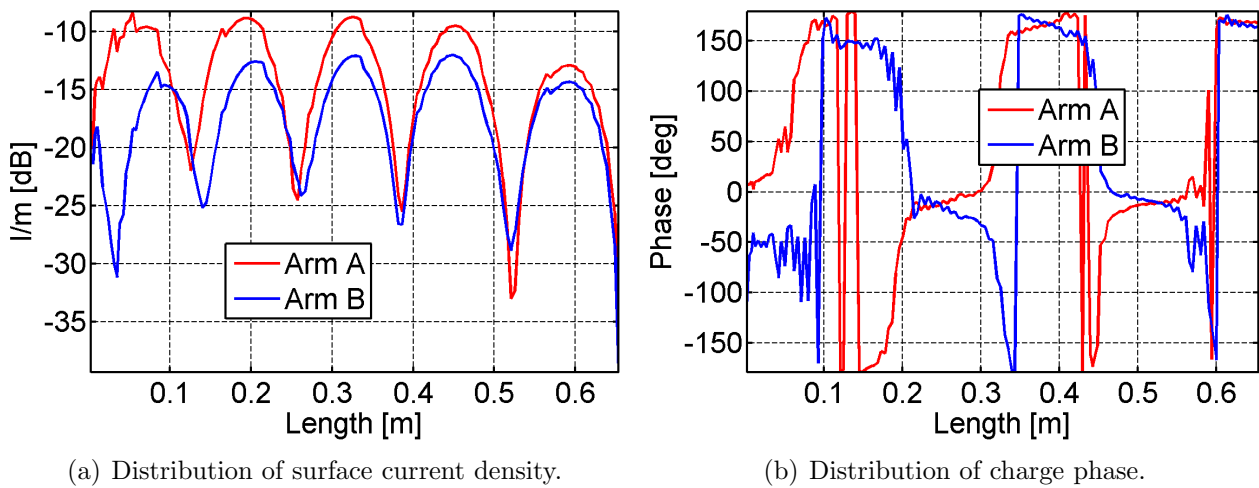 -10
-15
-20
-25
-30
-35
I/m [dB]
Arm A
Arm B
0.1 0.2 0.3 0.4 0.5 0.6
Length [m]
(a) Distribution of surface current density.
150
100
50
0
-50
-100
-150
Phase [deg]
Arm A
Arm B
0.1 0.2 0.3 0.4 0.5 0.6
Length [m]
(b) Distribution of charge phase.